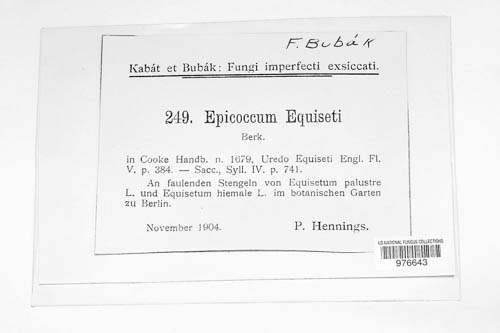 F. Bubák
Kabát et Bubák: Fungi imperfecti exsiccati.
249. Epicoccum Equiseti
Berk.
in Cooke Handb. n. 1679, Uredo Equiseti Engl. Fl.
V. p. 384. — Sacc., Syll. IV. p. 741.
An faulenden Stengeln von Equisetum palustre
L. und Equisetum hiemale L. im botanischen Garten
zu Berlin.
November 1904. P. Hennings.
US NATIONAL FUNGUS COLLECTIONS
976643